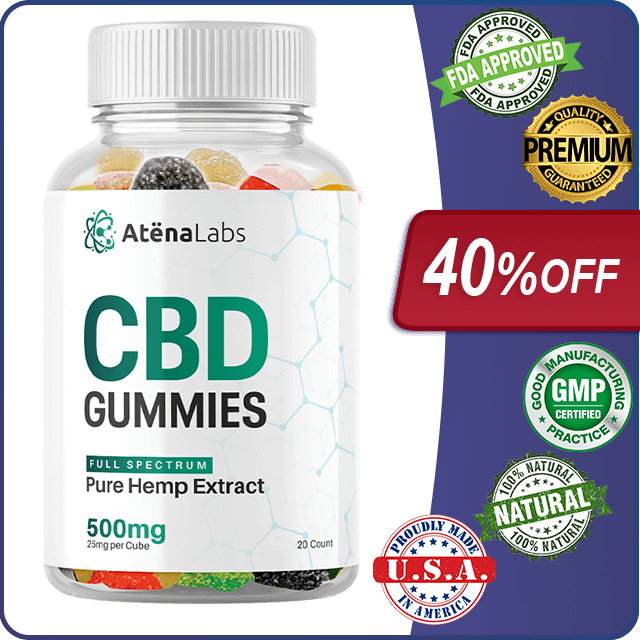 AtënaLabs
CBD
GUMMIES
FULL SPECTRUM
Pure Hemp Extract
500mg
25mg per Cube
20 Count
FDA APPROVED
FDA APPROVED
FDA APPROVED
QUALITY
PREMIUM
GUARANTEED
40%OFF
GOOD MANUFACTURING
GMP
CERTIFIED
PRACTICE
100% NATURAL
NATURAL
100% NATURAL
PROUDLY MADE
U.S.A.
IN AMERICA